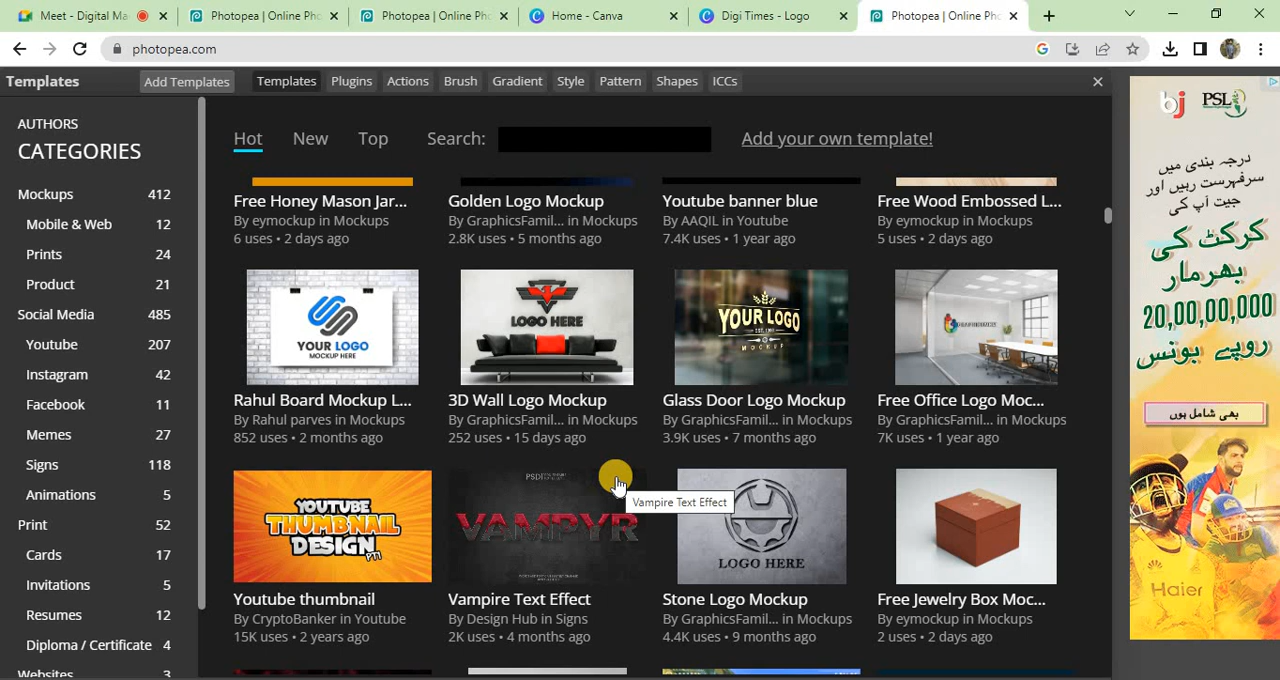 Meet - Digital Ma
Photopea | Online Pho
Photopea | Online Pho
Home - Canva
Digi Times - Logo
Photopea | Online Pho
photopea.com
Templates
Add Templates
Templates
Plugins
Actions
Brush
Gradient
Style
Pattern
Shapes
ICCs
AUTHORS
CATEGORIES
Mockups 412
Mobile & Web 12
Prints 24
Product 21
Social Media 485
Youtube 207
Instagram 42
Facebook 11
Memes 27
Signs 118
Animations 5
Print 52
Cards 17
Invitations 5
Resumes 12
Diploma / Certificate 4
Websites 3
Hot
New
Top
Search:
Add your own template!
Free Honey Mason Jar...
By eymockup in Mockups
6 uses • 2 days ago
Golden Logo Mockup
By GraphicsFamil... in Mockups
2.8K uses • 5 months ago
Youtube banner blue
By AAQIL in Youtube
7.4K uses • 1 year ago
Free Wood Embossed L...
By eymockup in Mockups
5 uses • 2 days ago
YOUR LOGO
MOCKUP HERE
Rahul Board Mockup L...
By Rahul parves in Mockups
852 uses • 2 months ago
LOGO HERE
3D Wall Logo Mockup
By GraphicsFamil... in Mockups
252 uses • 15 days ago
YOUR LOGO
MOCKUP
Glass Door Logo Mockup
By GraphicsFamil... in Mockups
3.9K uses • 7 months ago
Free Office Logo Moc...
By GraphicsFamil... in Mockups
7K uses • 1 year ago
YOUTUBE
THUMBNAIL
DESIGN
Youtube thumbnail
By CryptoBanker in Youtube
15K uses • 2 years ago
VAMPYR
Vampire Text Effect
Vampire Text Effect
By Design Hub in Signs
2K uses • 4 months ago
LOGO HERE
Stone Logo Mockup
By GraphicsFamil... in Mockups
4.4K uses • 9 months ago
Free Jewelry Box Moc...
By eymockup in Mockups
2 uses • 2 days ago
bj PSL
درجہ بندی میں
سرفہرست رہیں اور
جیت آپ کی
کرکٹ کی
بھرمار
20,00,00,000
روپے بونس
ابھی شامل ہوں
Haier